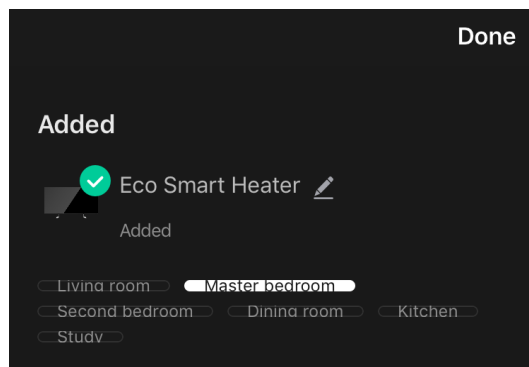 Done
Added
Eco Smart Heater
Added
Living room Master bedroom
Second bedroom Dining room Kitchen
Study